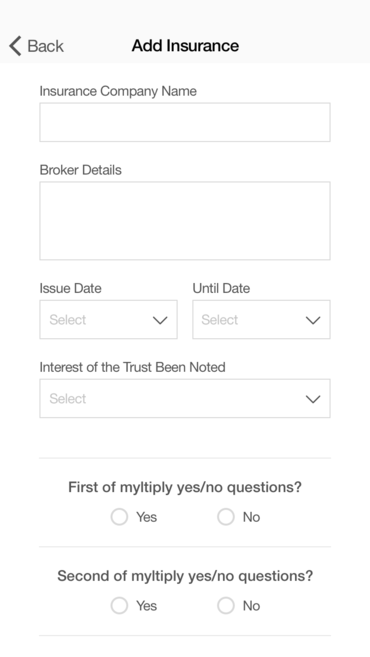 Back Add Insurance
Insurance Company Name
Broker Details
Issue Date Until Date
Select Select
Interest of the Trust Been Noted
Select
First of myltiply yes/no questions?
Yes No
Second of myltiply yes/no questions?
Yes No